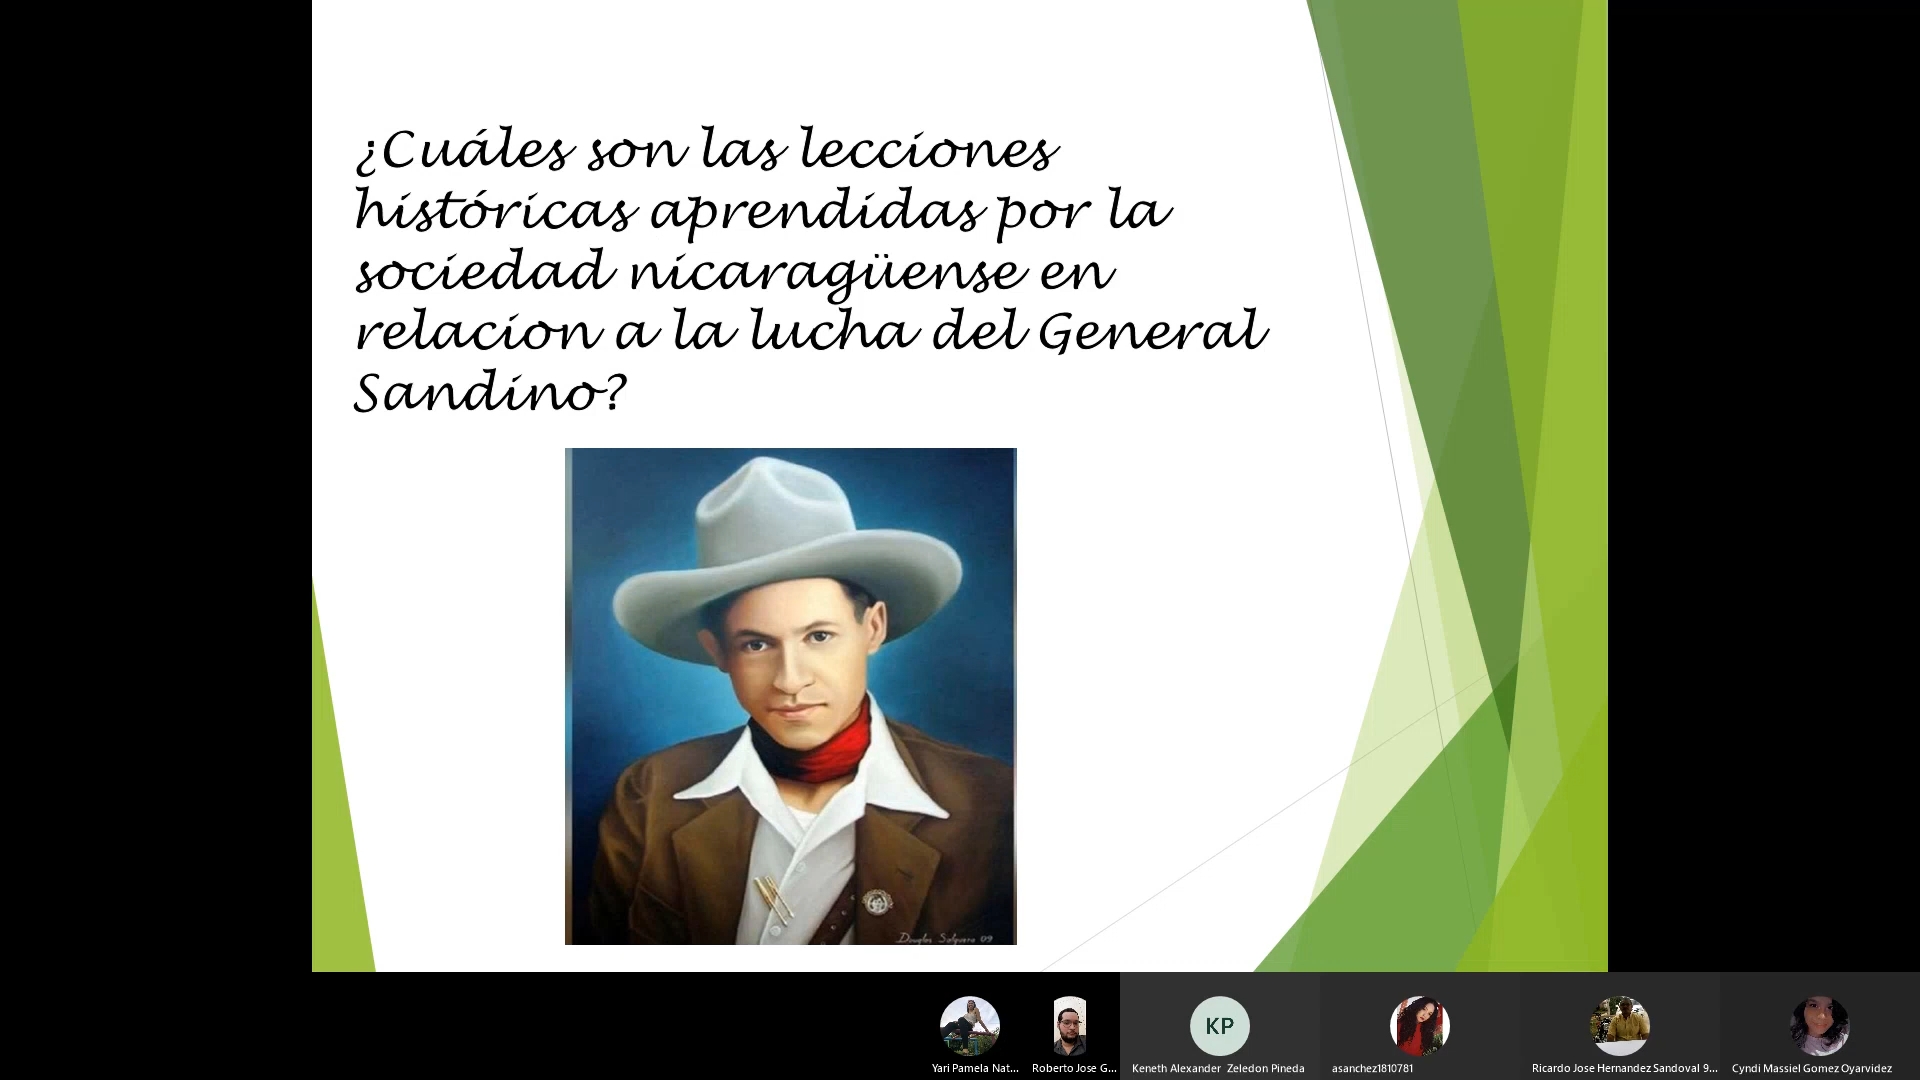 ¿Cuáles son las lecciones
históricas aprendidas por la
sociedad nicaragüense en
relacion a la lucha del General
Sandino?
Douglas Salguera 09
KP
Yari Pamela Nat...
Roberto Jose G...
Keneth Alexander Zeledon Pineda
asanchez1810781
Ricardo Jose Hernandez Sandoval 9...
Cyndi Massiel Gomez Oyarvidez